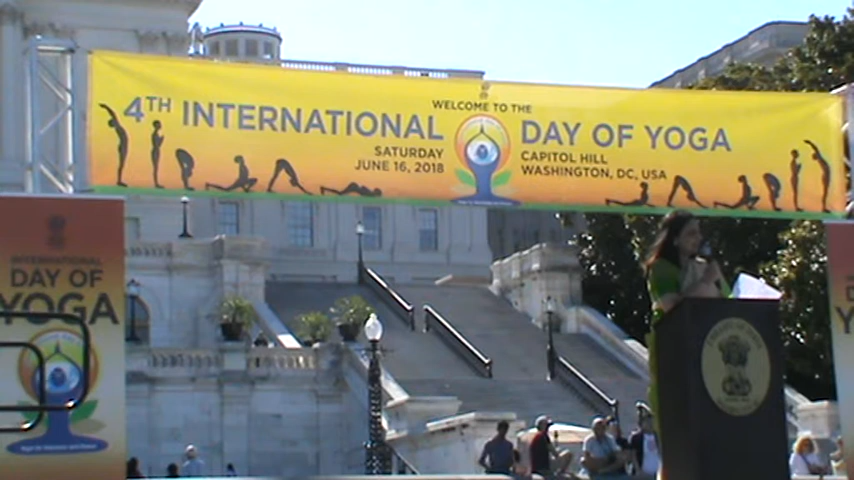 WELCOME TO THE
4TH INTERNATIONAL DAY OF YOGA
SATURDAY
JUNE 16, 2018
CAPITOL HILL
WASHINGTON, DC, USA
INTERNATIONAL
DAY OF
YOGA